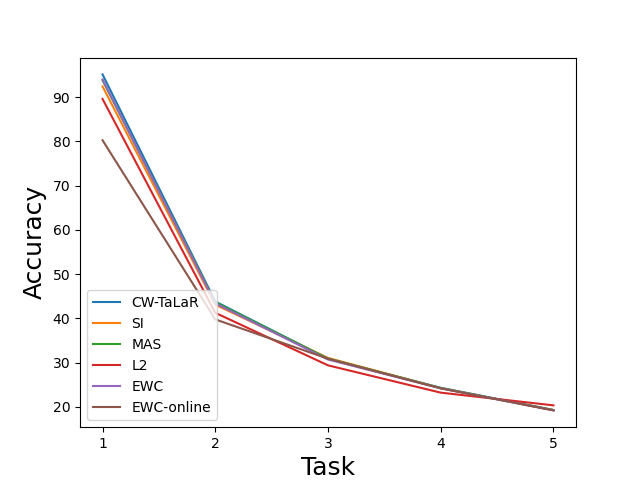 Accuracy
90
80
70
60
50
40
30
20
CW-TaLaR
SI
MAS
L2
EWC
EWC-online
1 2 3 4 5
Task